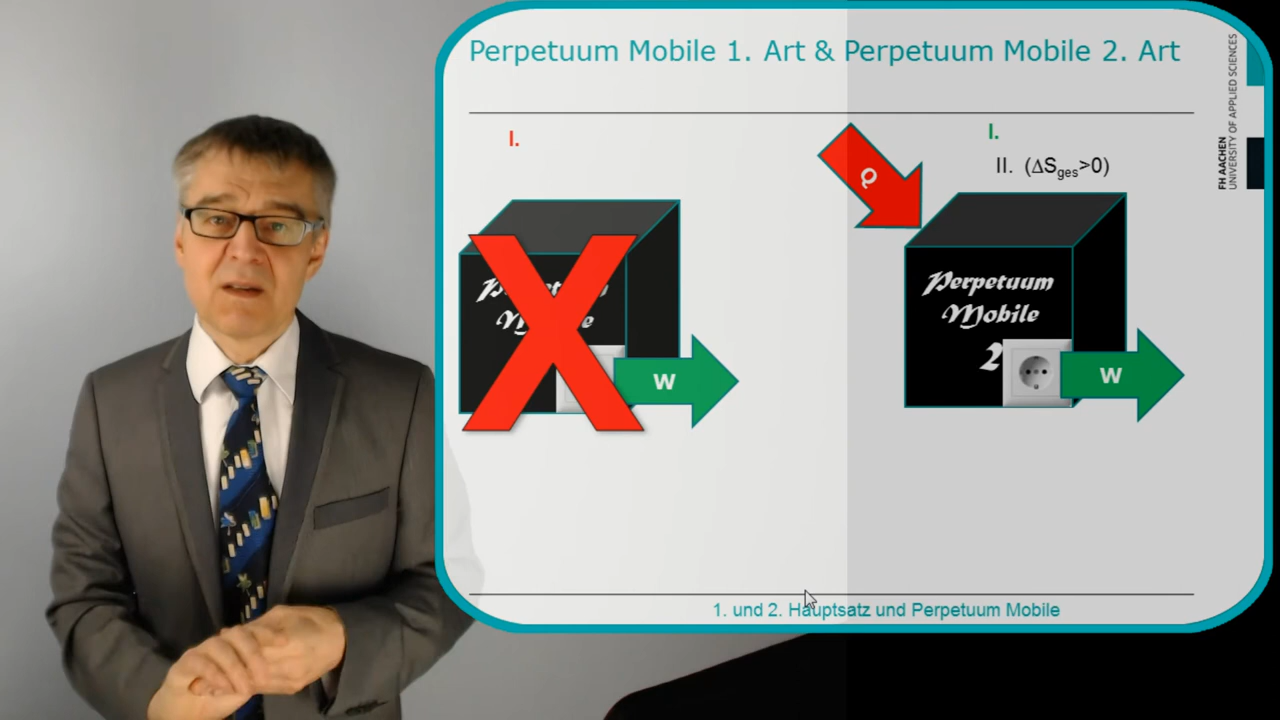 Perpetuum Mobile 1. Art & Perpetuum Mobile 2. Art
FH AACHEN
UNIVERSITY OF APPLIED SCIENCES
I.
W
Q
I.
II. (ΔSges>0)
Perpetuum
Mobile
2
W
1. und 2. Hauptsatz und Perpetuum Mobile